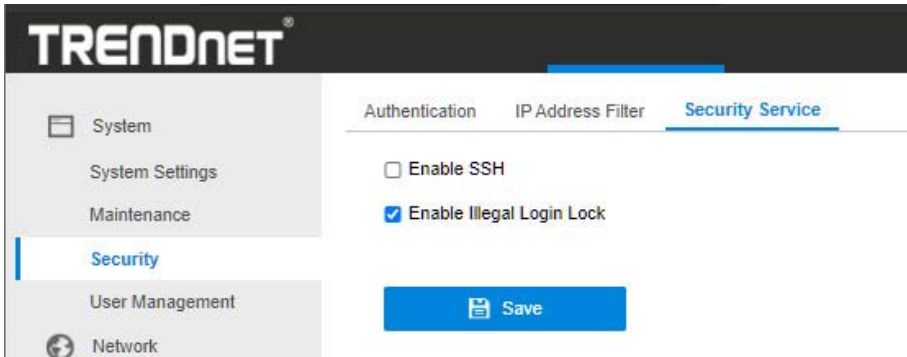 TRENDNET®
System
System Settings
Maintenance
Security
User Management
Network
Authentication IP Address Filter Security Service
Enable SSH
Enable Illegal Login Lock
Save